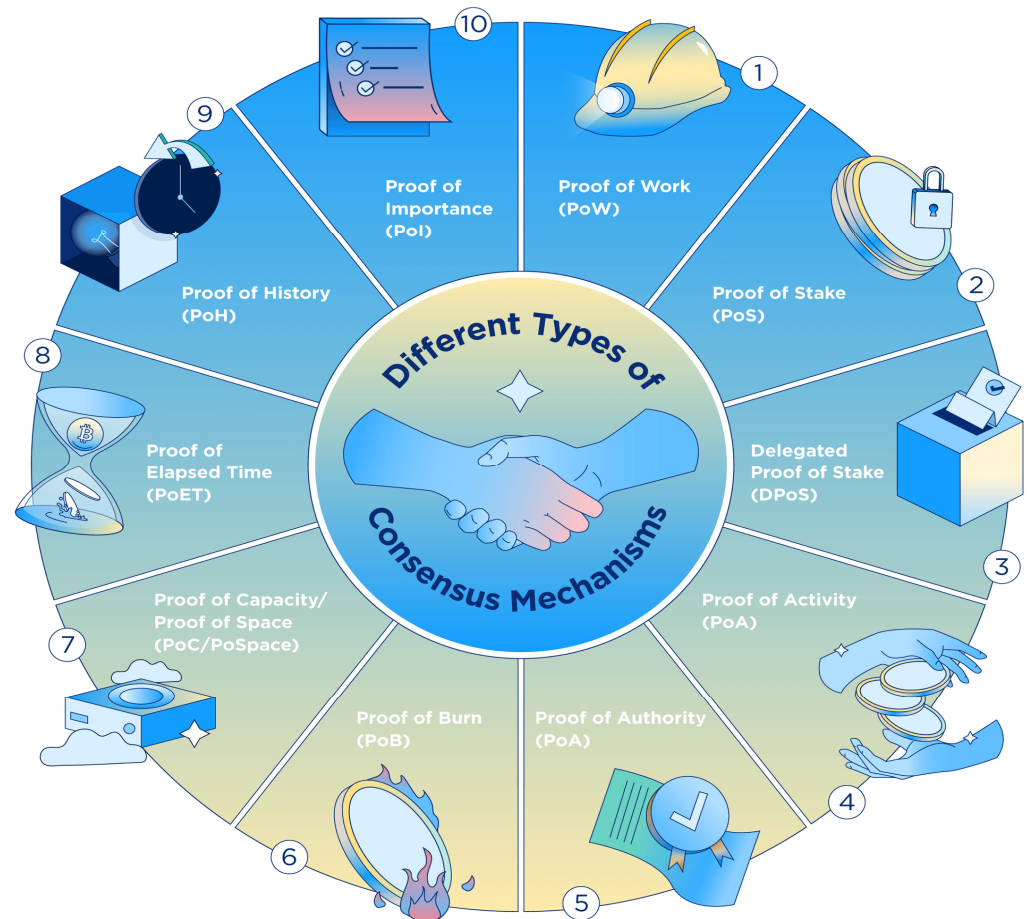 Different Types of
Consensus Mechanisms
1
Proof of Work
(PoW)
2
Proof of Stake
(PoS)
3
Delegated
Proof of Stake
(DPoS)
4
Proof of Activity
(PoA)
5
Proof of Authority
(PoA)
6
Proof of Burn
(PoB)
7
Proof of Capacity/
Proof of Space
(PoC/PoSpace)
8
Proof of
Elapsed Time
(PoET)
9
Proof of History
(PoH)
10
Proof of
Importance
(PoI)